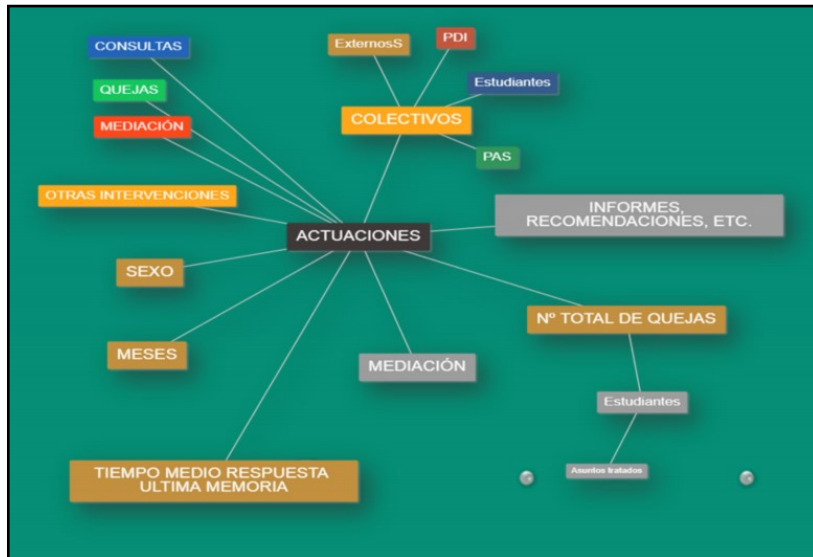 CONSULTAS
ExternosS
PDI
QUEJAS
Estudiantes
MEDIACIÓN
COLECTIVOS
PAS
OTRAS INTERVENCIONES
INFORMES,
RECOMENDACIONES, ETC.
ACTUACIONES
SEXO
Nº TOTAL DE QUEJAS
MESES
MEDIACIÓN
Estudiantes
TIEMPO MEDIO RESPUESTA
ULTIMA MEMORIA
Asuntos tratados